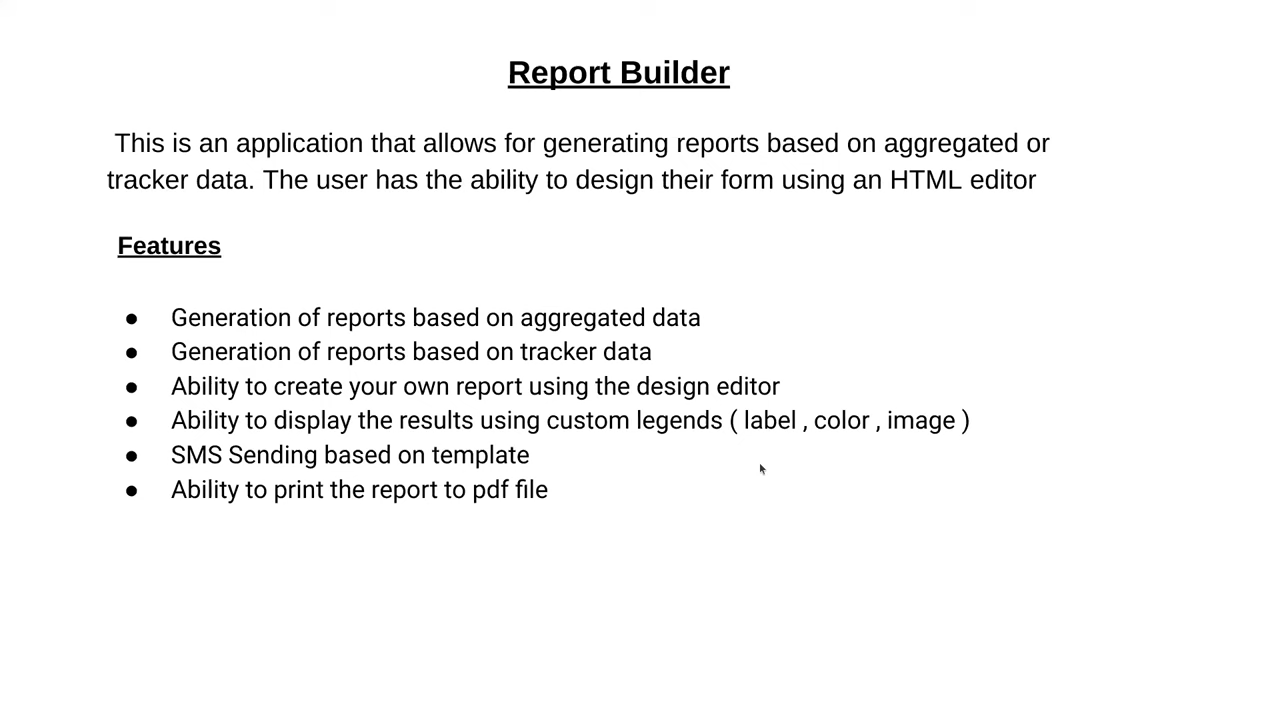 Report Builder
This is an application that allows for generating reports based on aggregated or
tracker data. The user has the ability to design their form using an HTML editor
Features
● Generation of reports based on aggregated data
● Generation of reports based on tracker data
● Ability to create your own report using the design editor
● Ability to display the results using custom legends ( label , color , image )
● SMS Sending based on template
● Ability to print the report to pdf file